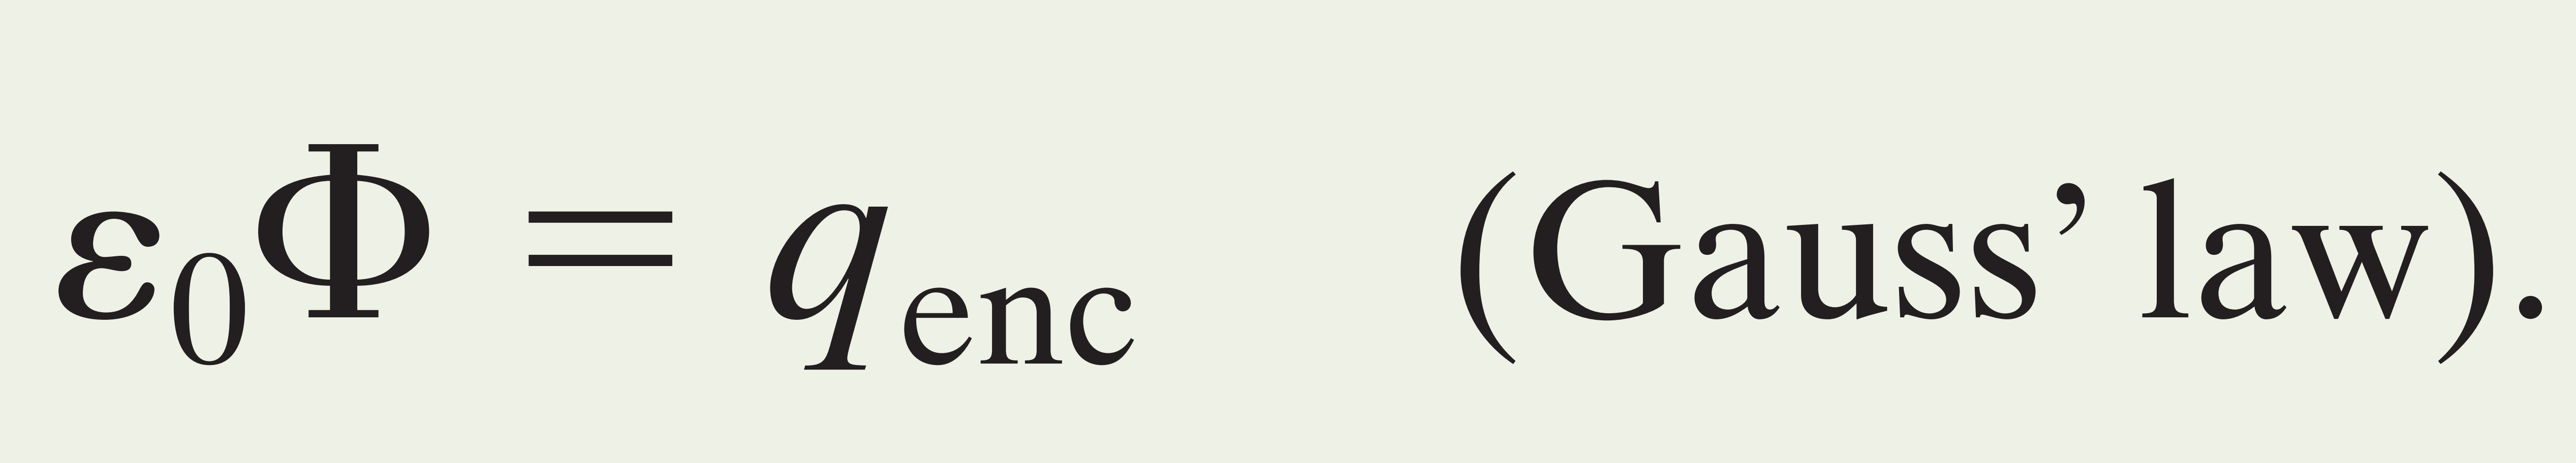 ε₀Φ = q_enc (Gauss’ law).